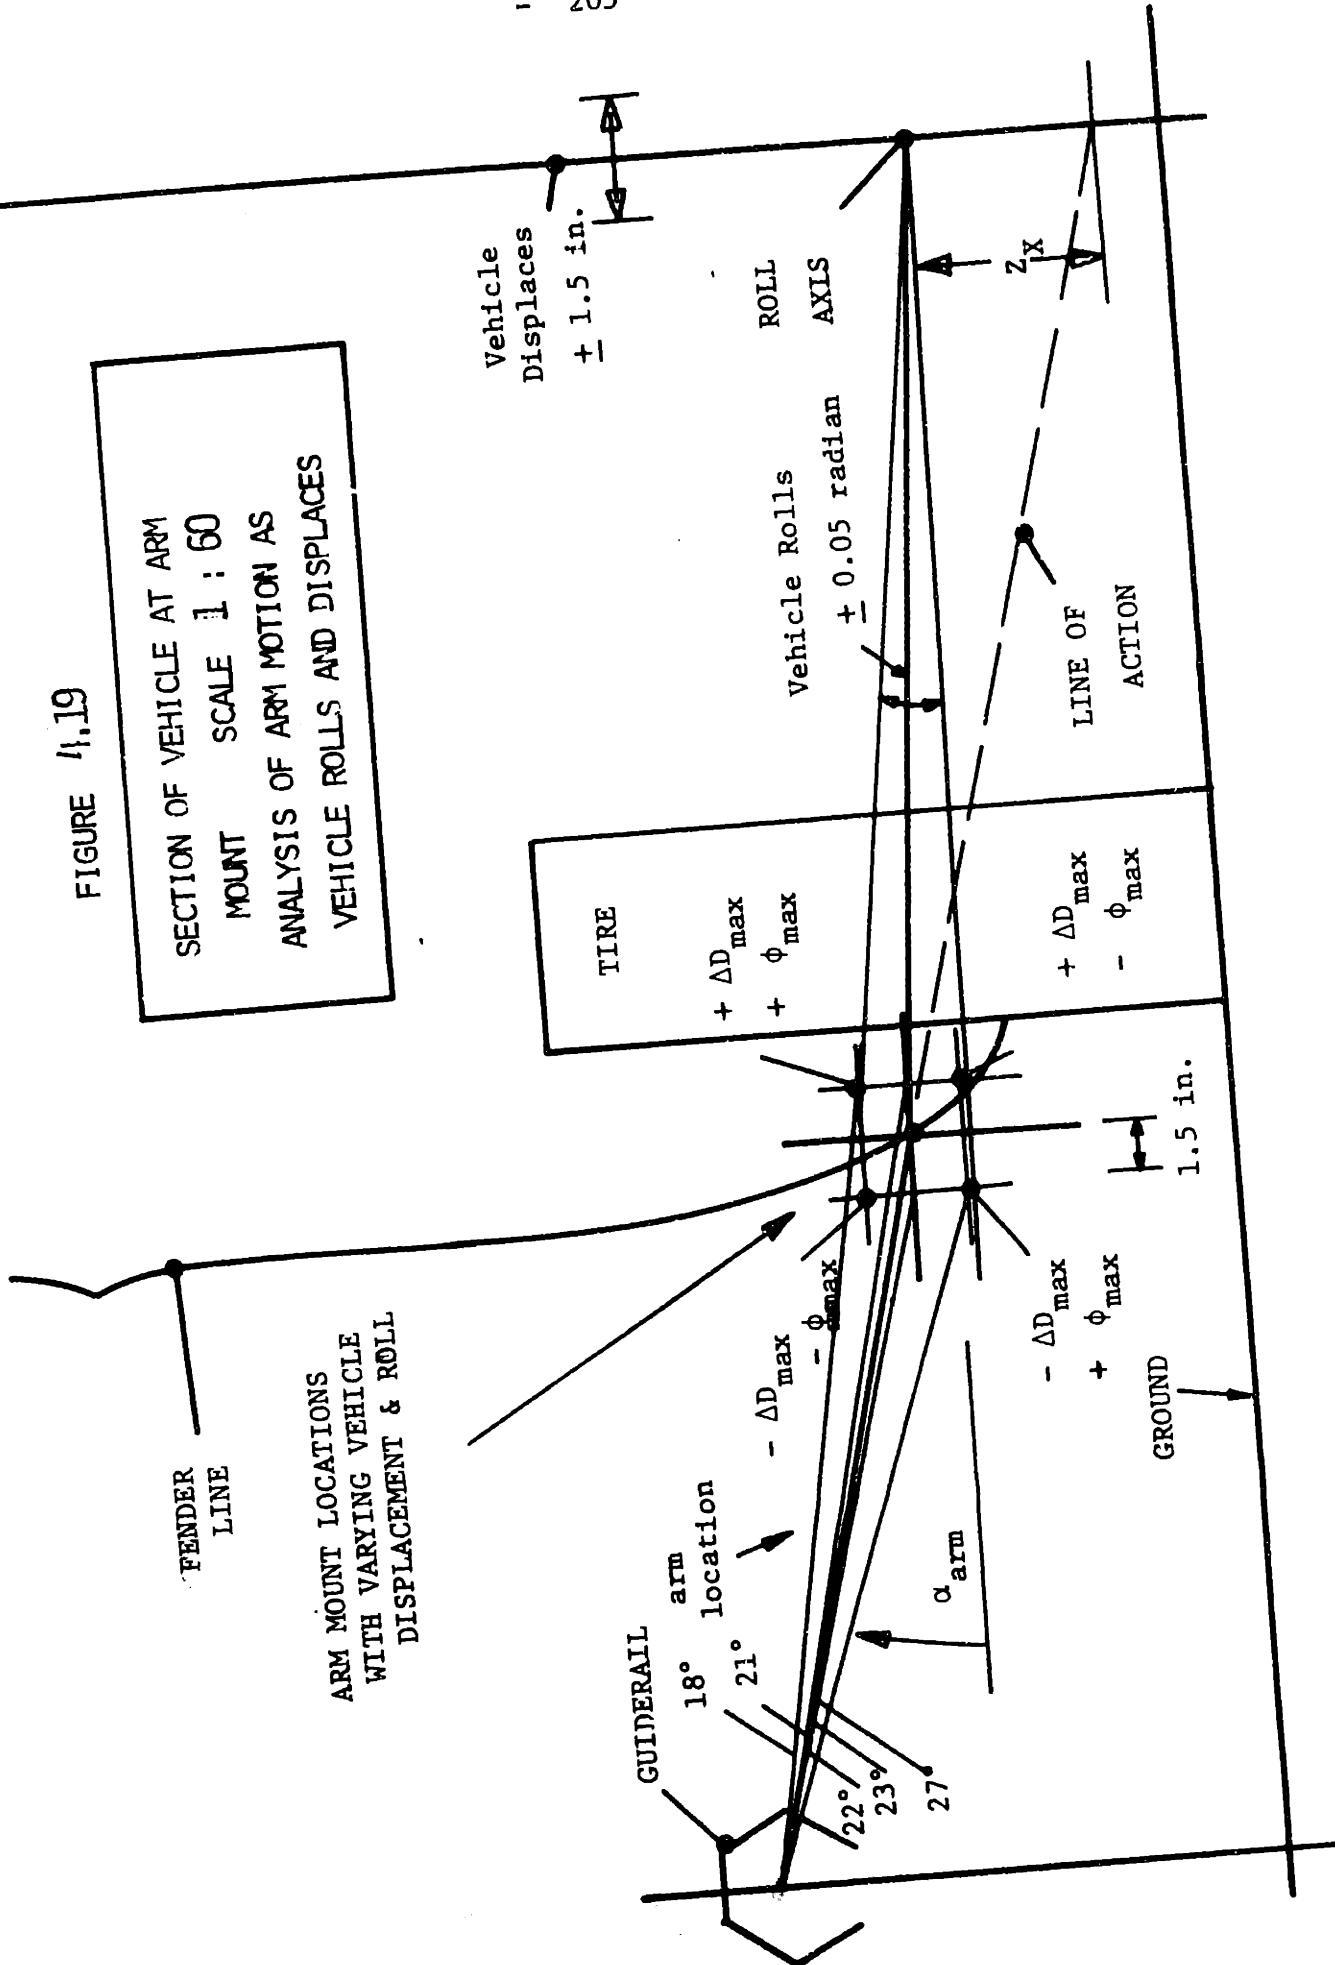 - 205
FIGURE 4.19
SECTION OF VEHICLE AT ARM
MOUNT SCALE 1 : 60
ANALYSIS OF ARM MOTION AS
VEHICLE ROLLS AND DISPLACES
Vehicle
Displaces
± 1.5 in.
ROLL
AXIS
Z_X
Vehicle Rolls
± 0.05 radian
LINE OF
ACTION
TIRE
+ ΔD_max
+ ϕ_max
+ ΔD_max
- ϕ_max
1.5 in.
FENDER
LINE
ARM MOUNT LOCATIONS
WITH VARYING VEHICLE
DISPLACEMENT & ROLL
- ΔD_max
- ϕ_max
- ΔD_max
+ ϕ_max
GROUND
arm
location
α_arm
GUIDERAIL
18°
21°
22°
23°
27°